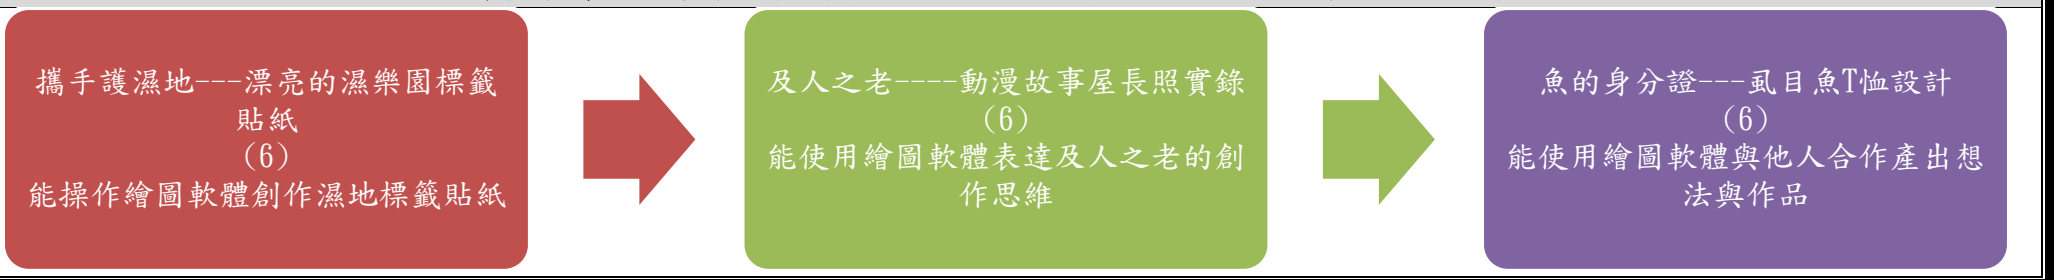 攜手護濕地---漂亮的濕樂園標籤
貼紙
(6)
能操作繪圖軟體創作濕地標籤貼紙
及人之老----動漫故事屋長照實錄
(6)
能使用繪圖軟體表達及人之老的創
作思維
魚的身分證---虱目魚T恤設計
(6)
能使用繪圖軟體與他人合作產出想
法與作品